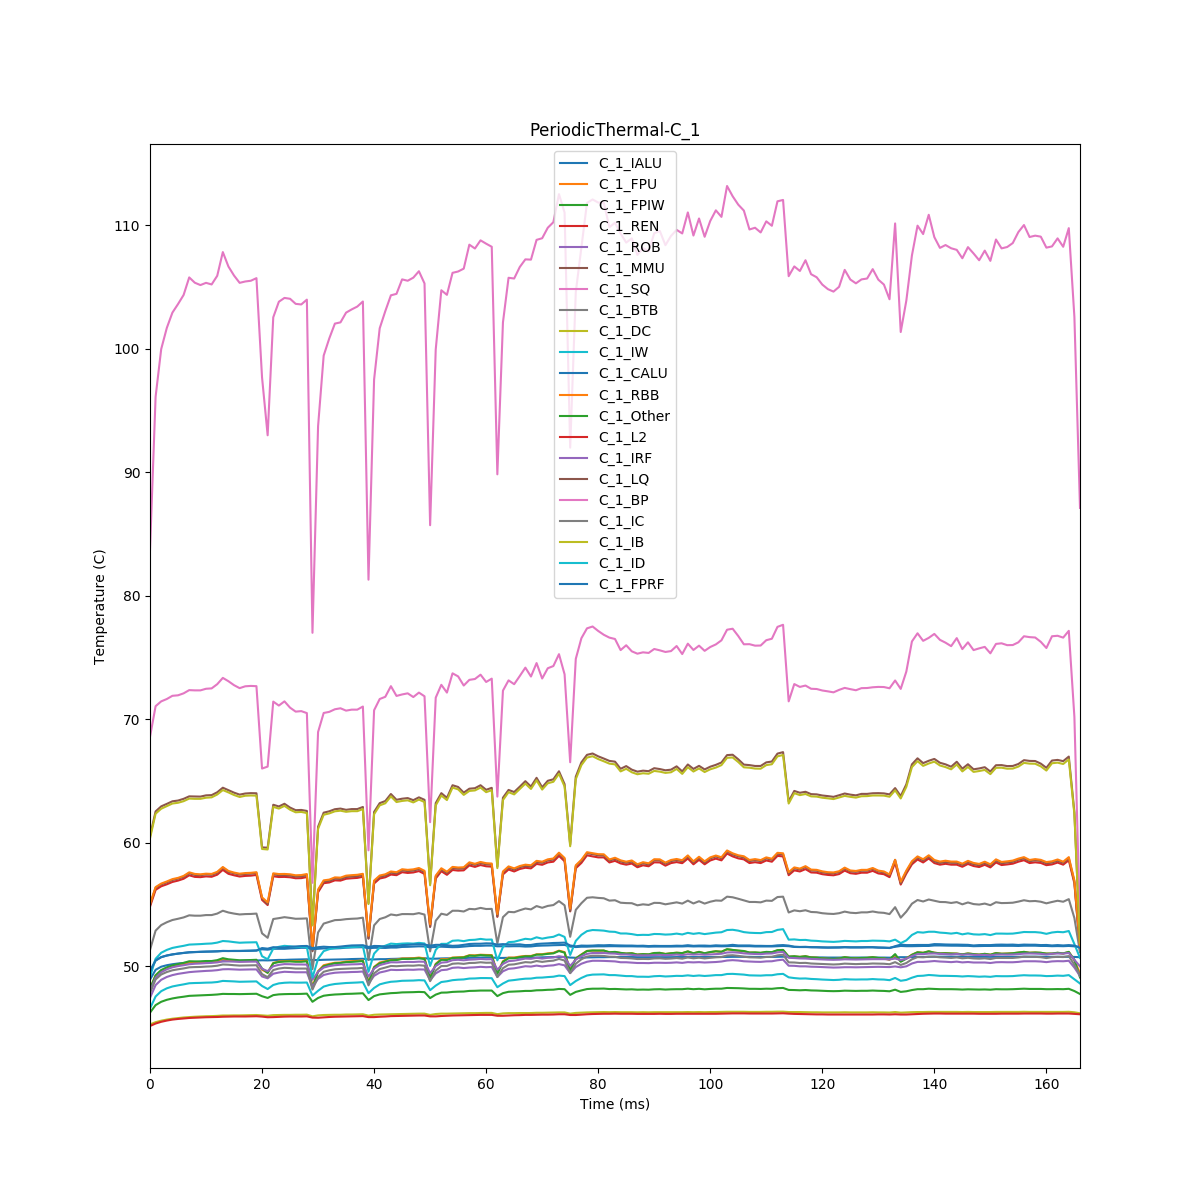 PeriodicThermal-C_1
C_1_IALU
C_1_FPU
C_1_FPIW
C_1_REN
C_1_ROB
C_1_MMU
C_1_SQ
C_1_BTB
C_1_DC
C_1_IW
C_1_CALU
C_1_RBB
C_1_Other
C_1_L2
C_1_IRF
C_1_LQ
C_1_BP
C_1_IC
C_1_IB
C_1_ID
C_1_FPRF
Temperature (C)
110
100
90
80
70
60
50
0 20 40 60 80 100 120 140 160
Time (ms)